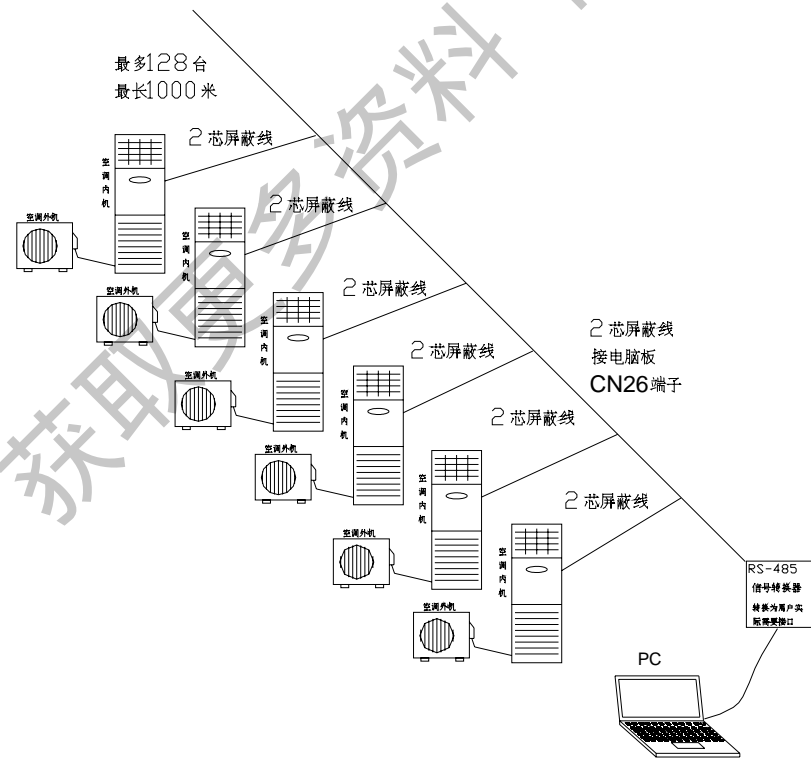 最多128台
最长1000米
2 芯屏蔽线
空调内机
空调外机
2 芯屏蔽线
空调内机
空调外机
2 芯屏蔽线
空调内机
空调外机
2 芯屏蔽线
空调内机
空调外机
2 芯屏蔽线
空调内机
空调外机
2 芯屏蔽线
空调内机
空调外机
2 芯屏蔽线
接电脑板
CN26端子
RS-485
信号转换器
转换为用户实
际需要接口
PC
获取更多资料